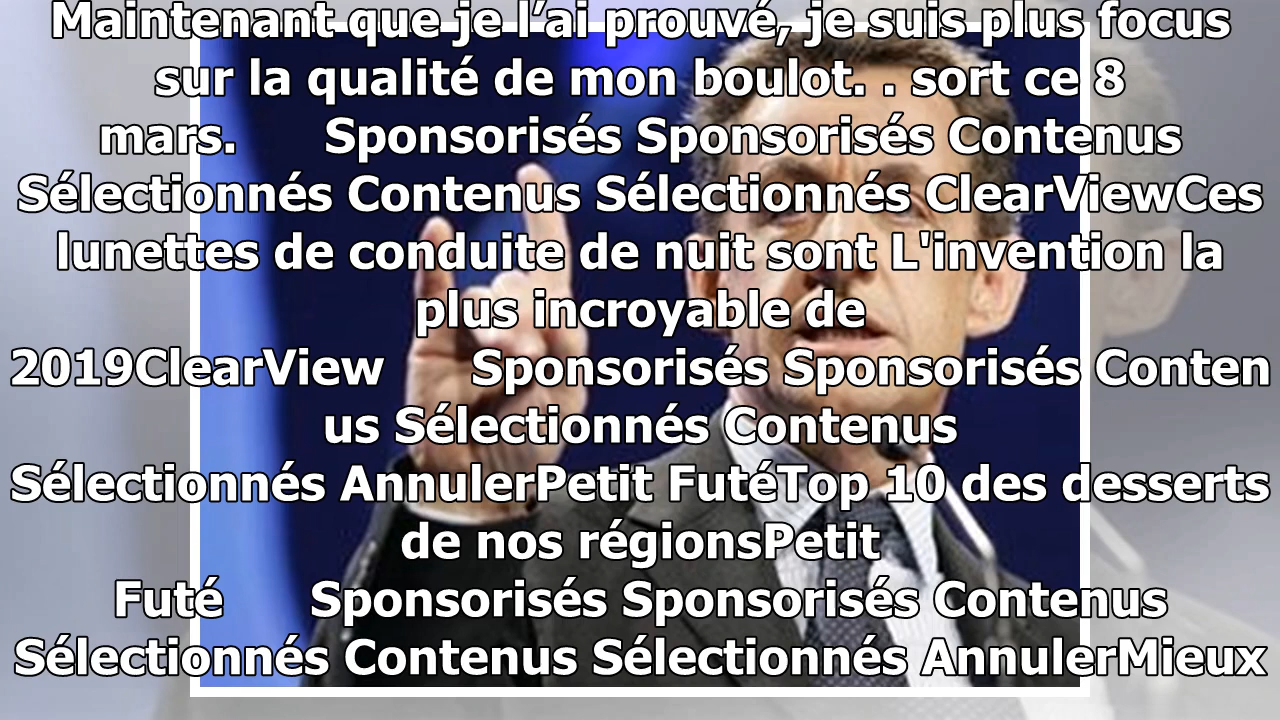 Maintenant que je l’ai prouvé, je suis plus focus
sur la qualité de mon boulot. . sort ce 8
mars. Sponsorisés Sponsorisés Contenus
Sélectionnés Contenus Sélectionnés ClearViewCes
lunettes de conduite de nuit sont L'invention la
plus incroyable de
2019ClearView Sponsorisés Sponsorisés Conten
us Sélectionnés Contenus
Sélectionnés AnnulerPetit FutéTop 10 des desserts
de nos régionsPetit
Futé Sponsorisés Sponsorisés Contenus
Sélectionnés Contenus Sélectionnés AnnulerMieux